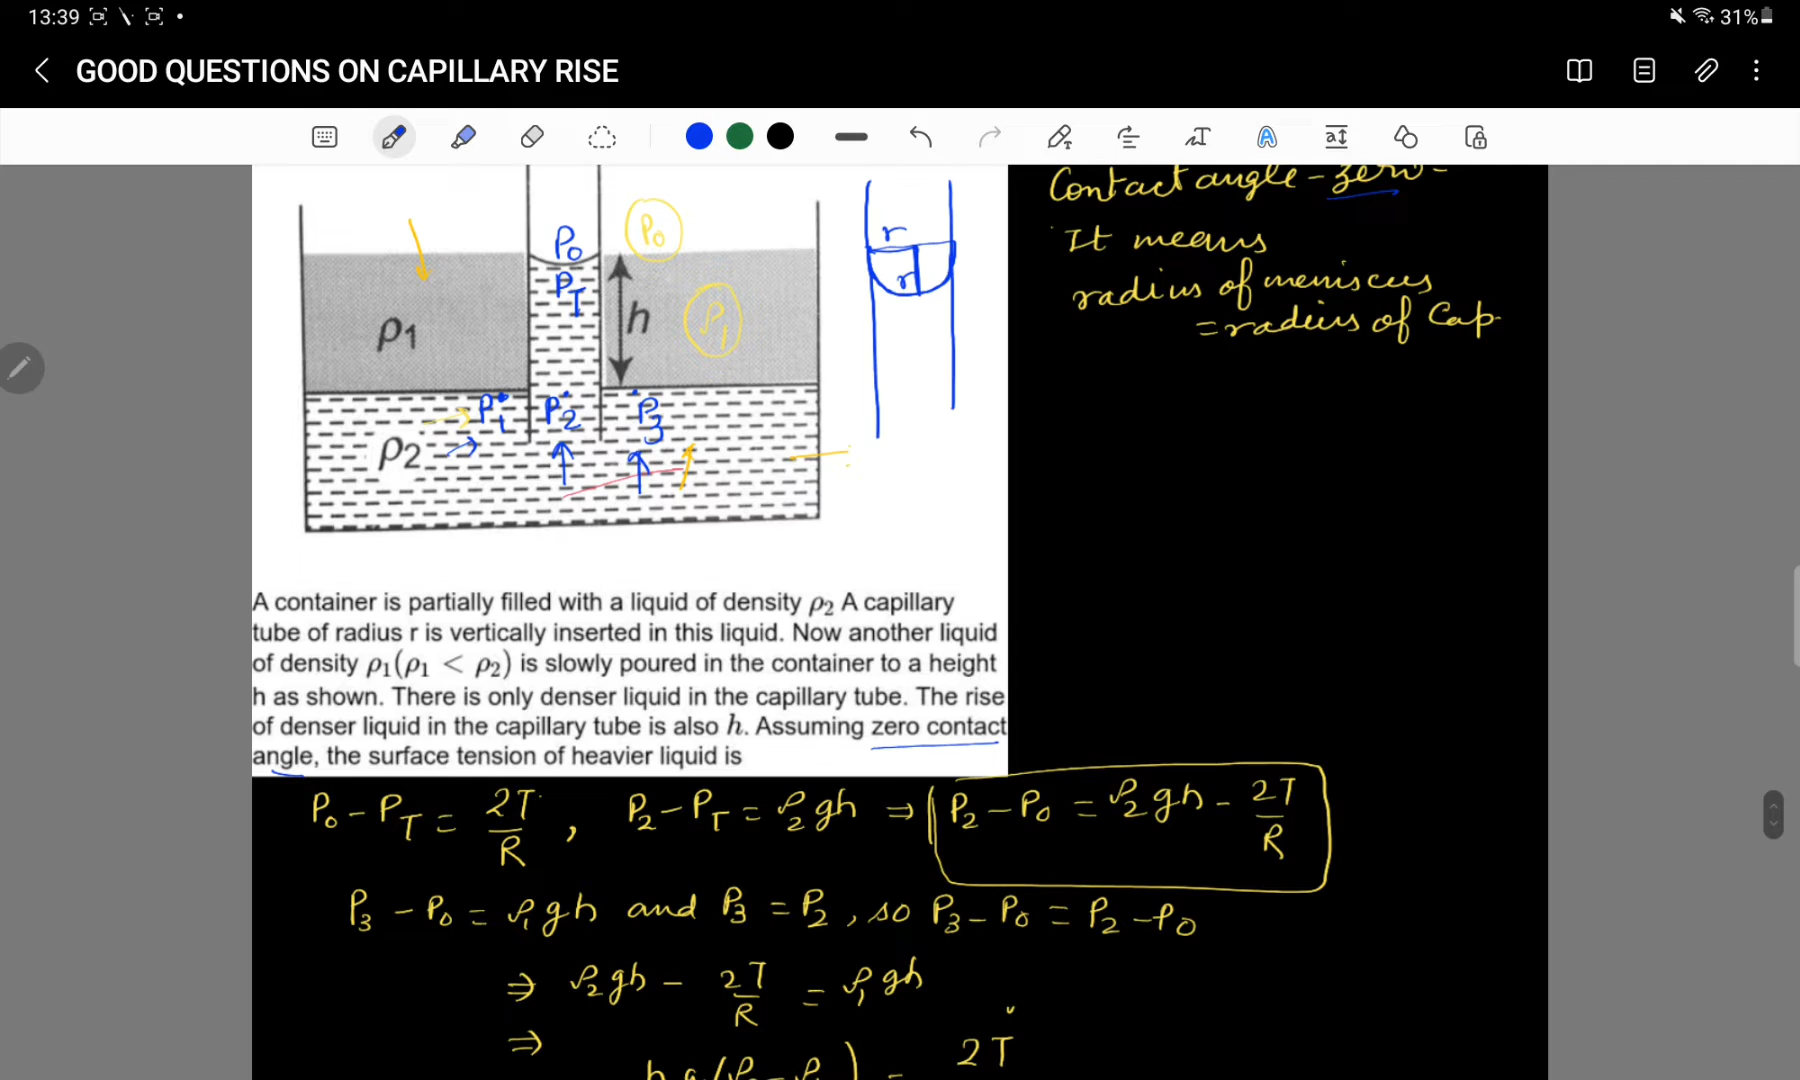 13:39
31%
GOOD QUESTIONS ON CAPILLARY RISE
Contact angle - zero -
It means
radius of meniscus
= radius of Cap
P₀
P₀
r
P_T
r
h
ρ₁
ρ1
P₁ P₂ P₃
ρ2
A container is partially filled with a liquid of density ρ2 A capillary
tube of radius r is vertically inserted in this liquid. Now another liquid
of density ρ1(ρ1 < ρ2) is slowly poured in the container to a height
h as shown. There is only denser liquid in the capillary tube. The rise
of denser liquid in the capillary tube is also h. Assuming zero contact
angle, the surface tension of heavier liquid is
P₀ - P_T = 2T/R , P₂ - P_T = ρ₂gh ⇒ P₂ - P₀ = ρ₂gh - 2T/R
P₃ - P₀ = ρ₁gh and P₃ = P₂, so P₃ - P₀ = P₂ - P₀
⇒ ρ₂gh - 2T/R = ρ₁gh
⇒
2T